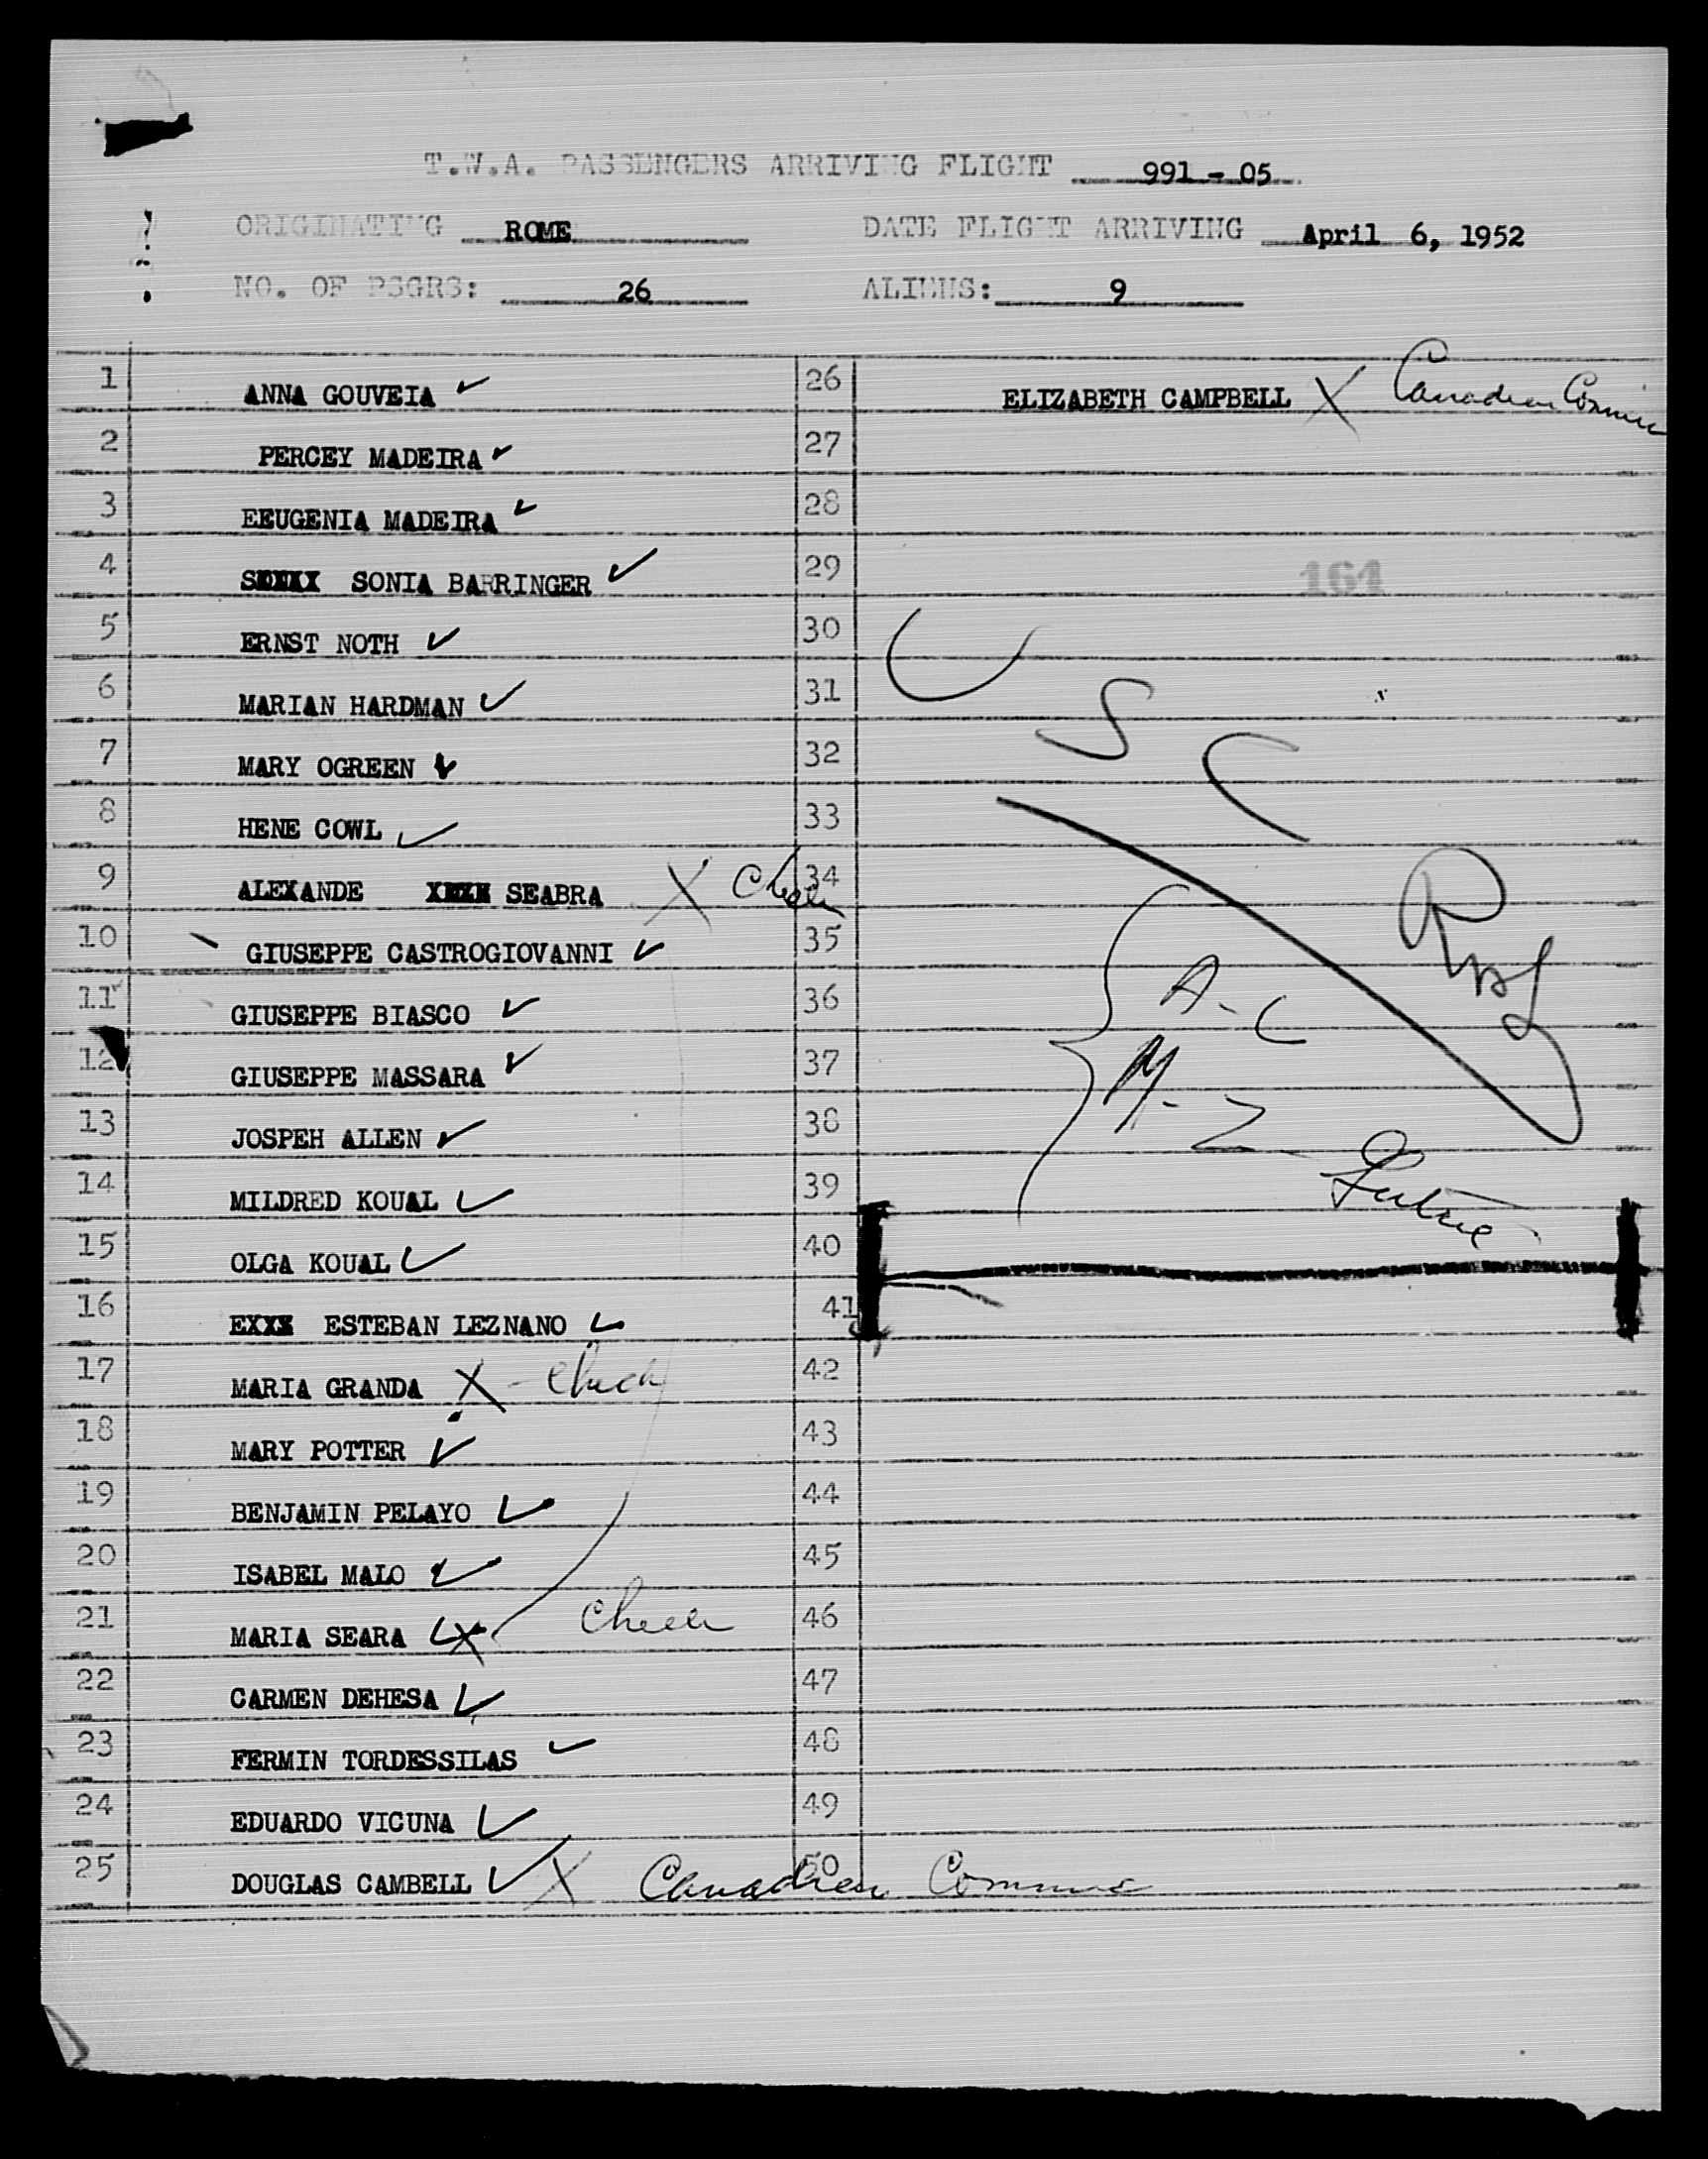 T.W.A. PASSENGERS ARRIVING FLIGHT 991 - 05
ORIGINATING ROME DATE FLIGHT ARRIVING April 6, 1952
NO. OF PSGRS: 26 ALIENS: 9
1 ANNA GOUVEIA ✓
2 PERCEY MADEIRA ✓
3 EEUGENIA MADEIRA ✓
4 SONIA BARRINGER ✓
5 ERNST NOTH ✓
6 MARIAN HARDMAN ✓
7 MARY OGREEN ✓
8 HENE COWL ✓
9 ALEXANDE SEABRA X Check
10 GIUSEPPE CASTROGIOVANNI ✓
11 GIUSEPPE BIASCO ✓
12 GIUSEPPE MASSARA ✓
13 JOSPEH ALLEN ✓
14 MILDRED KOUAL ✓
15 OLGA KOUAL ✓
16 EXXX ESTEBAN LEZNANO ✓
17 MARIA GRANDA X - Check
18 MARY POTTER ✓
19 BENJAMIN PELAYO ✓
20 ISABEL MALO ✓
21 MARIA SEARA ✓ X Check
22 CARMEN DEHESA ✓
23 FERMIN TORDESSILAS ✓
24 EDUARDO VICUNA ✓
25 DOUGLAS CAMBELL ✓ X Canadien
26 ELIZABETH CAMPBELL X Canadien
27
28
29
164
30
U S C
31
32
33
34
35
36
A-C
37
M-Z
38
39
40
41
42
43
44
45
46
47
48
49
50